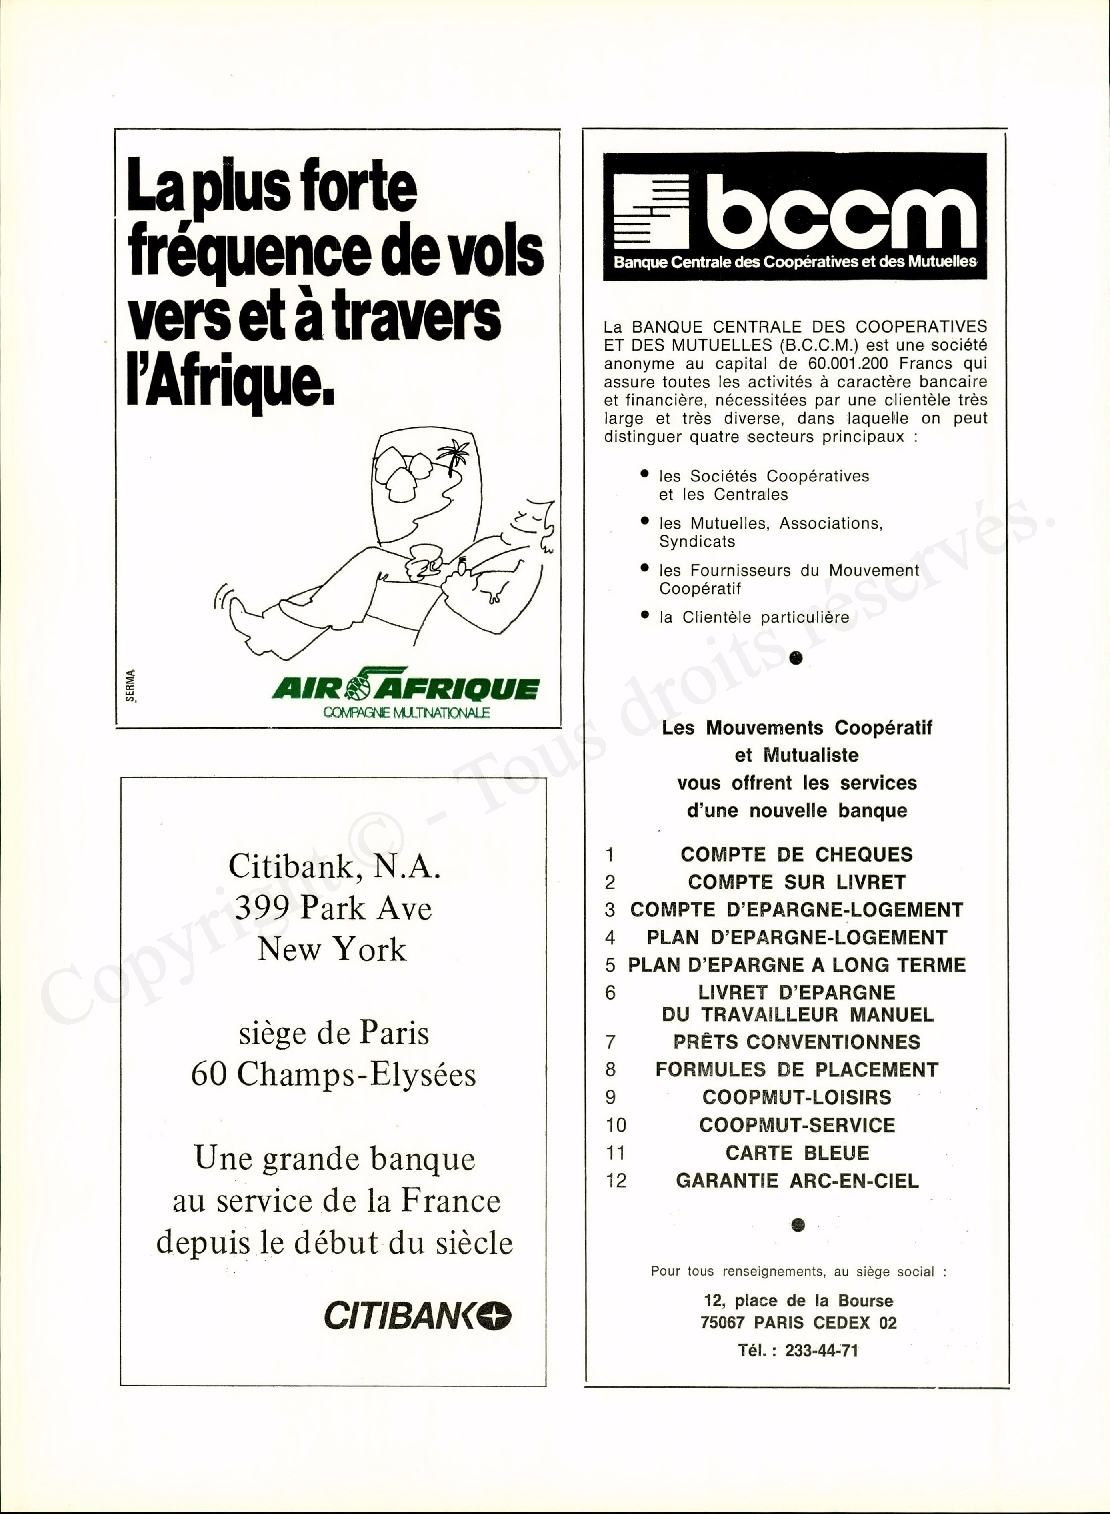 La plus forte
fréquence de vols
vers et à travers
l'Afrique.
SERMA
AIR AFRIQUE
COMPAGNIE MULTINATIONALE
Citibank, N.A.
399 Park Ave
New York
siège de Paris
60 Champs-Elysées
Une grande banque
au service de la France
depuis le début du siècle
CITIBANK
bccm
Banque Centrale des Coopératives et des Mutuelles
La BANQUE CENTRALE DES COOPERATIVES
ET DES MUTUELLES (B.C.C.M.) est une société
anonyme au capital de 60.001.200 Francs qui
assure toutes les activités à caractère bancaire
et financière, nécessitées par une clientèle très
large et très diverse, dans laquelle on peut
distinguer quatre secteurs principaux :
• les Sociétés Coopératives
et les Centrales
• les Mutuelles, Associations,
Syndicats
• les Fournisseurs du Mouvement
Coopératif
• la Clientèle particulière
Les Mouvements Coopératif
et Mutualiste
vous offrent les services
d'une nouvelle banque
1 COMPTE DE CHEQUES
2 COMPTE SUR LIVRET
3 COMPTE D'EPARGNE-LOGEMENT
4 PLAN D'EPARGNE-LOGEMENT
5 PLAN D'EPARGNE A LONG TERME
6 LIVRET D'EPARGNE
DU TRAVAILLEUR MANUEL
7 PRÊTS CONVENTIONNES
8 FORMULES DE PLACEMENT
9 COOPMUT-LOISIRS
10 COOPMUT-SERVICE
11 CARTE BLEUE
12 GARANTIE ARC-EN-CIEL
Pour tous renseignements, au siège social :
12, place de la Bourse
75067 PARIS CEDEX 02
Tél. : 233-44-71
Copyright © - Tous droits réservés.